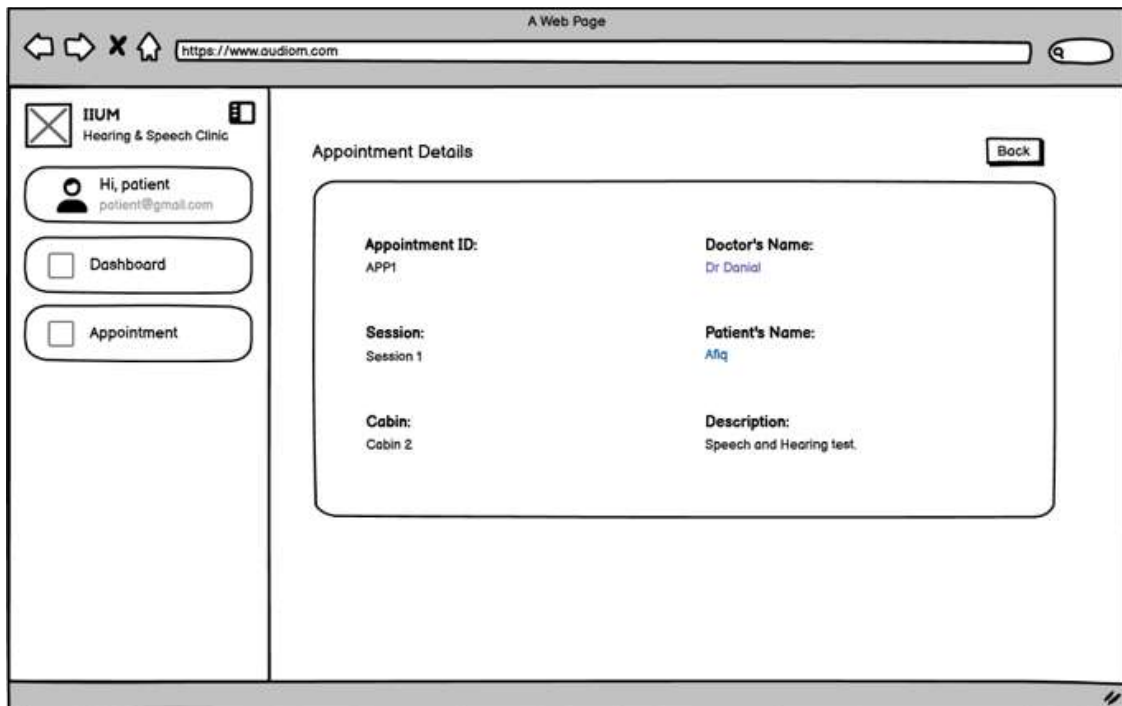 A Web Page
https://www.audiom.com
IIUM
Hearing & Speech Clinic
Hi, patient
patient@gmail.com
Dashboard
Appointment
Appointment Details
Back
Appointment ID:
APP1
Doctor's Name:
Dr Danial
Session:
Session 1
Patient's Name:
Afiq
Cabin:
Cabin 2
Description:
Speech and Hearing test.